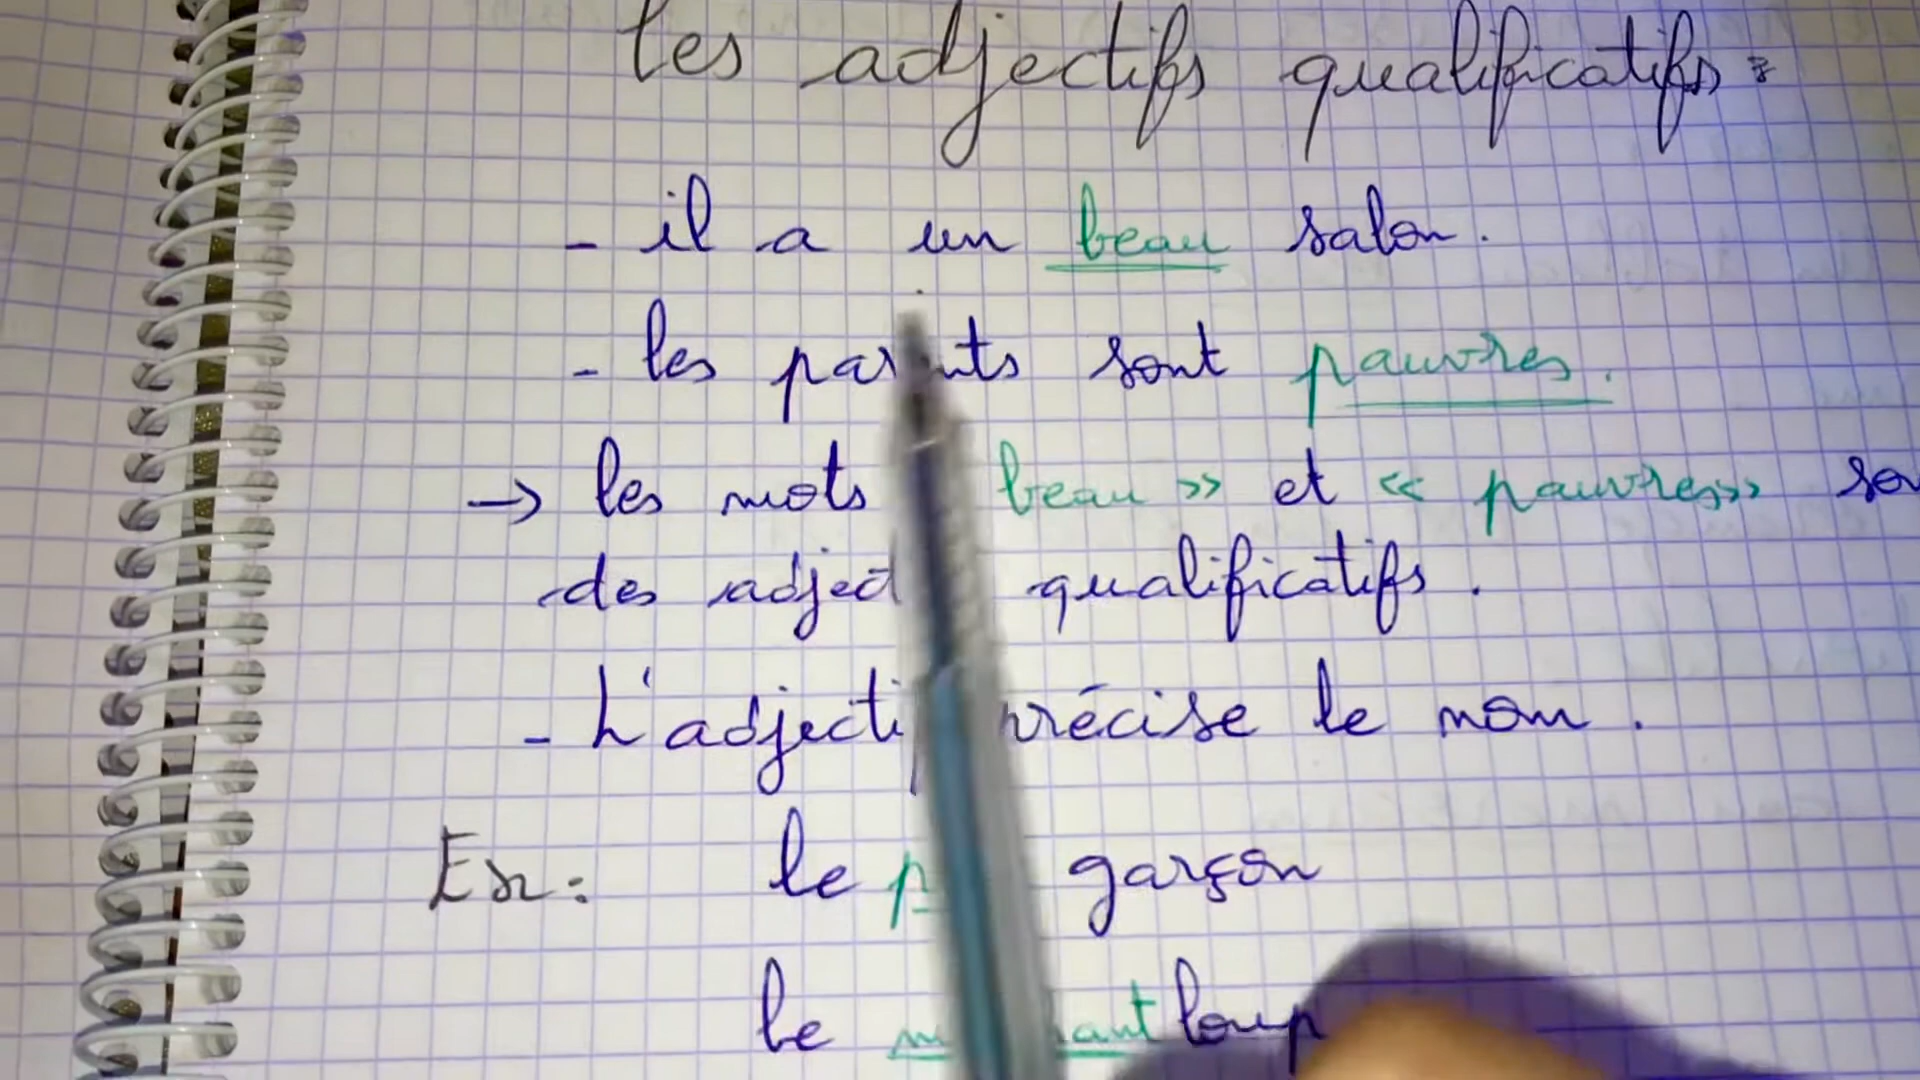 les adjectifs qualificatifs:
- il a un beau salon.
- les parents sont pauvres.
→ les mots beau » et « pauvres»
des qualificatifs.
- L'adjectif précise le nom.
Ex: le garçon
le loup